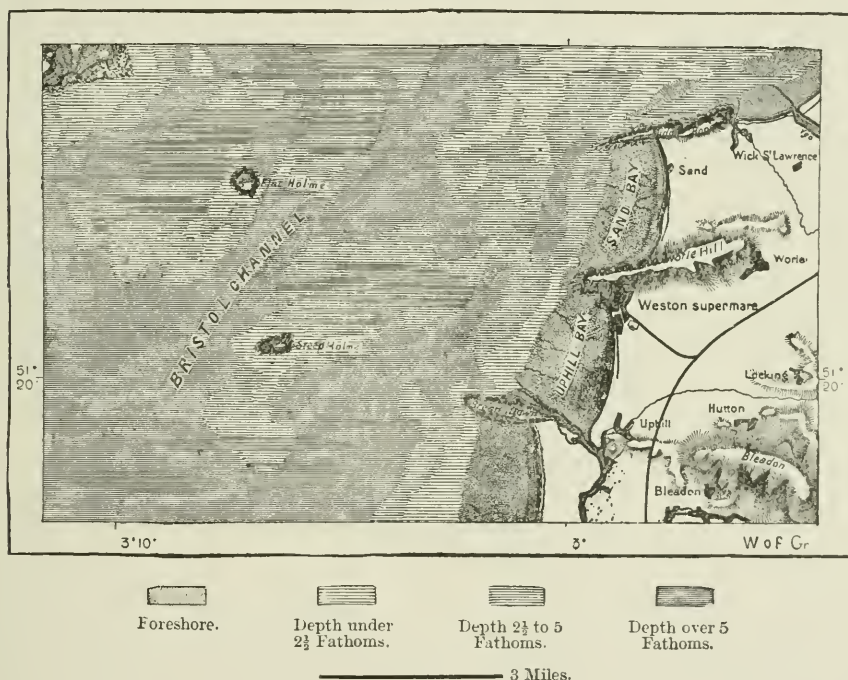 Flat Holme
BRISTOL CHANNEL
Steep Holme
SAND BAY
Sand
Wick St Lawrence
Worle Hill
Worle
Weston supermare
UPHILL BAY
Uphill
Locking
Hutton
Bleadon
Bleadon
51°
20'
51°
20'
3°10'
3°
W of Gr
Foreshore.
Depth under
2½ Fathoms.
Depth 2½ to 5
Fathoms.
Depth over 5
Fathoms.
3 Miles.